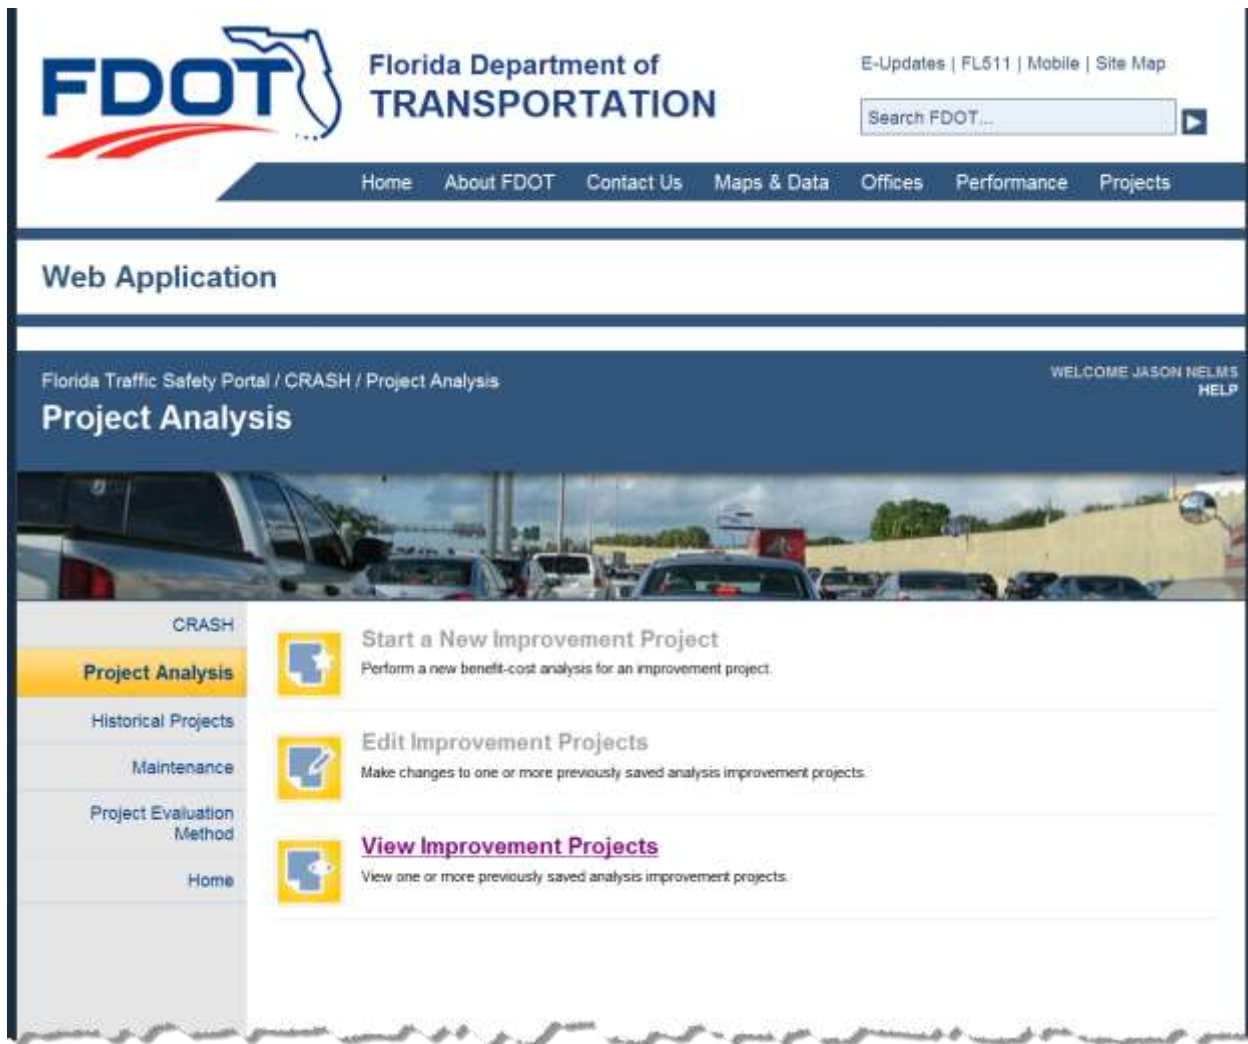 FDOT
Florida Department of
TRANSPORTATION
E-Updates | FL511 | Mobile | Site Map
Search FDOT...
Home About FDOT Contact Us Maps & Data Offices Performance Projects
Web Application
Florida Traffic Safety Portal / CRASH / Project Analysis
WELCOME JASON NELMS
HELP
Project Analysis
CRASH
Project Analysis
Historical Projects
Maintenance
Project Evaluation
Method
Home
Start a New Improvement Project
Perform a new benefit-cost analysis for an improvement project.
Edit Improvement Projects
Make changes to one or more previously saved analysis improvement projects.
View Improvement Projects
View one or more previously saved analysis improvement projects.